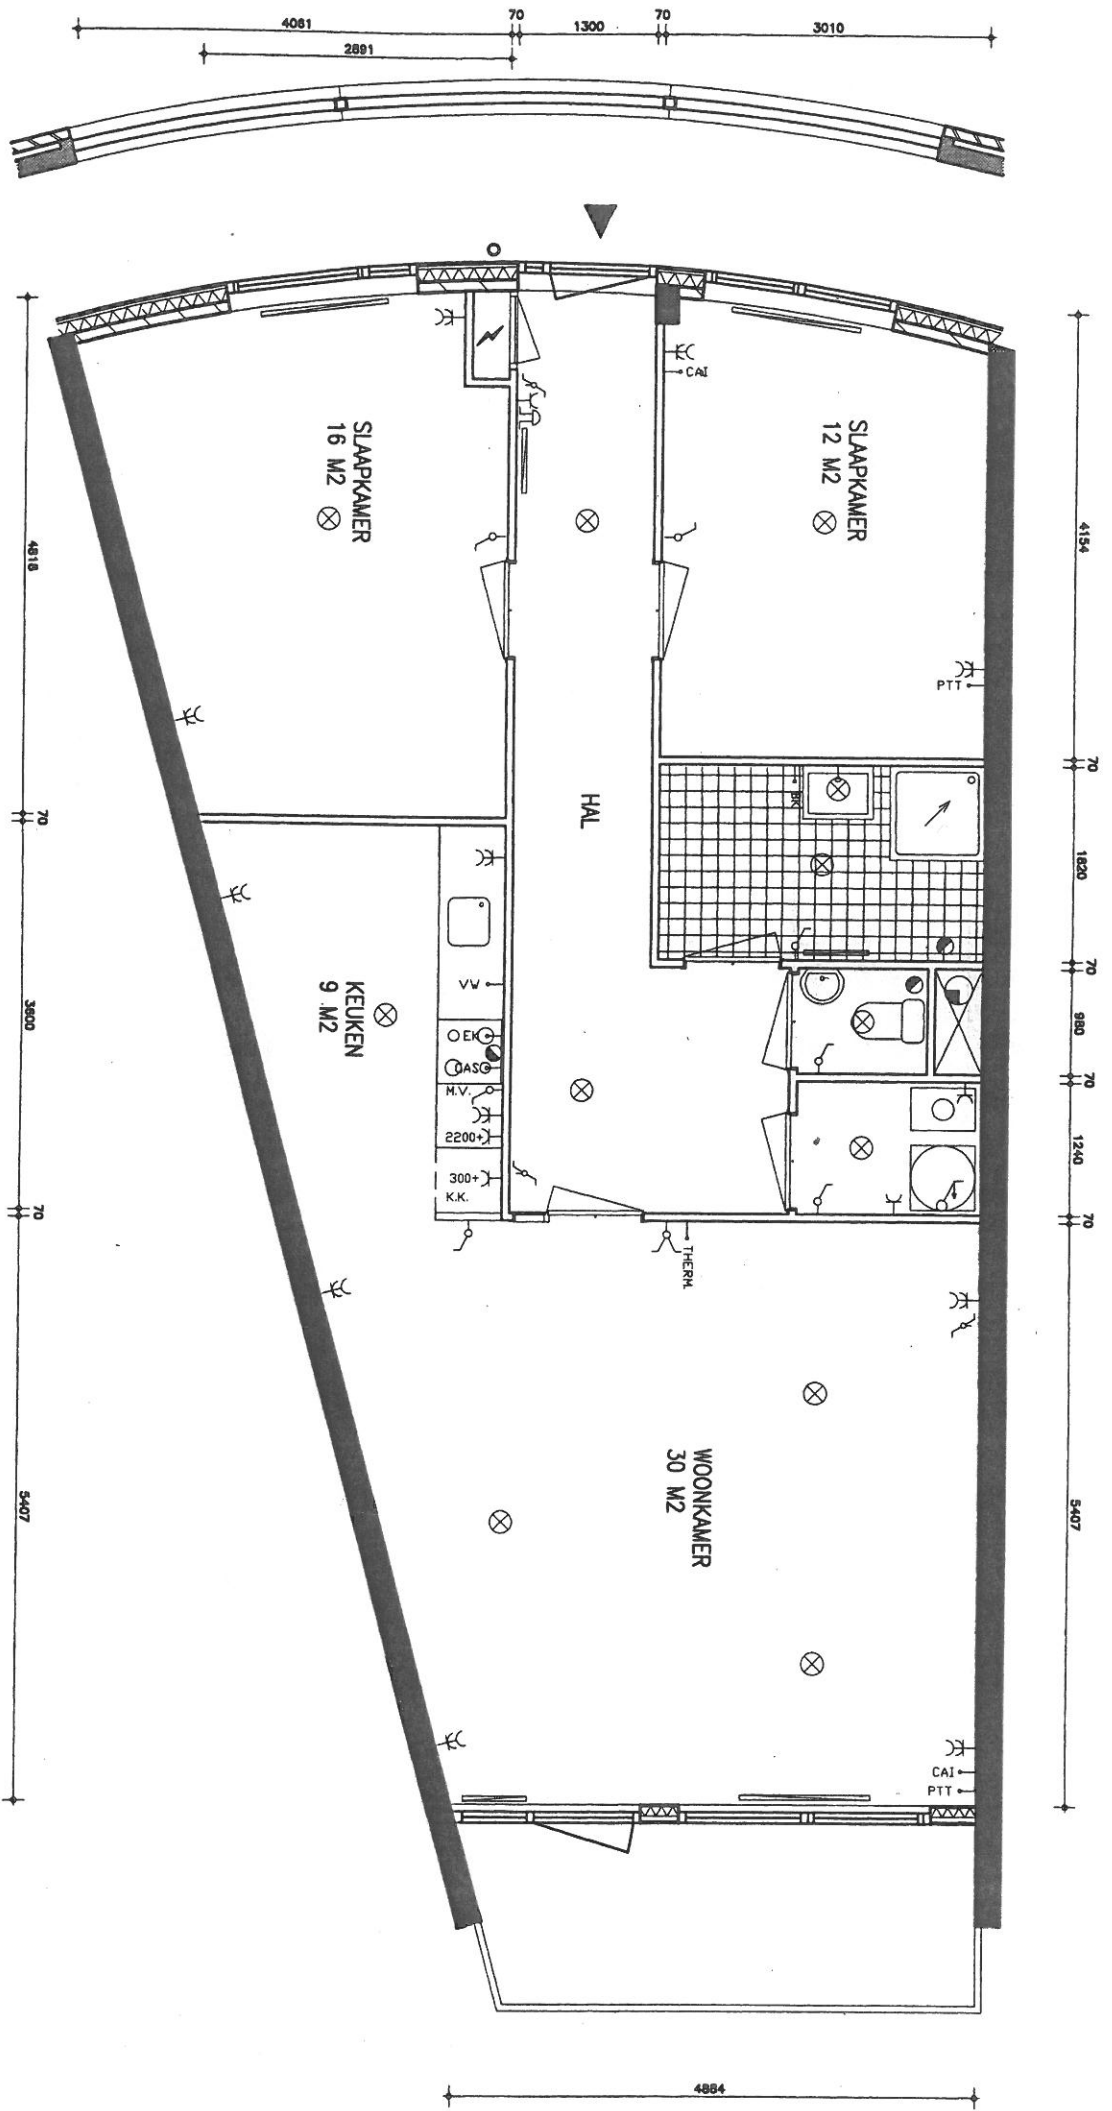 4061
70
1300
70
3010
2891
CAI
SLAAPKAMER
16 M2
SLAAPKAMER
12 M2
4818
4154
PTT
70
70
HAL
BK
1820
VW
KEUKEN
9 M2
70
EK
GAS
M.V.
2200+
300+
K.K.
3600
980
70
1240
70
70
THERM.
WOONKAMER
30 M2
5407
5407
CAI
PTT
4884